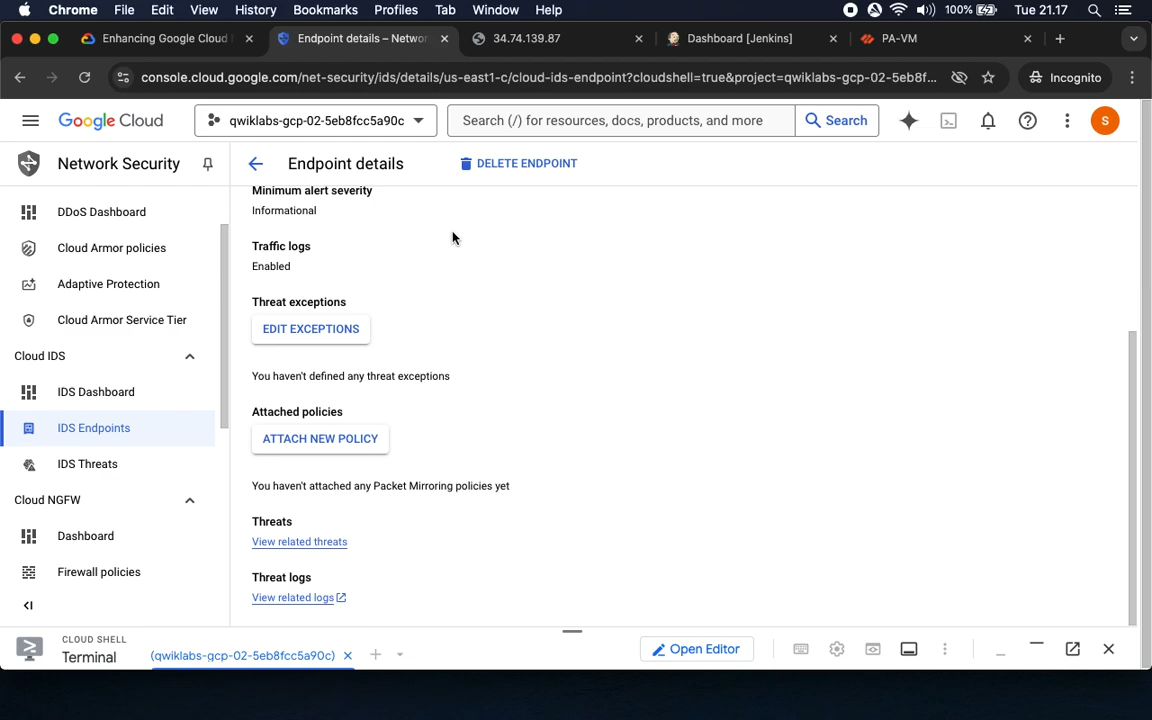 Chrome File Edit View History Bookmarks Profiles Tab Window Help 100% Tue 21.17
Enhancing Google Cloud Endpoint details – Networ 34.74.139.87 Dashboard [Jenkins] PA-VM
console.cloud.google.com/net-security/ids/details/us-east1-c/cloud-ids-endpoint?cloudshell=true&project=qwiklabs-gcp-02-5eb8f... Incognito
Google Cloud qwiklabs-gcp-02-5eb8fcc5a90c Search (/) for resources, docs, products, and more Search S
Network Security
DDoS Dashboard
Cloud Armor policies
Adaptive Protection
Cloud Armor Service Tier
Cloud IDS
IDS Dashboard
IDS Endpoints
IDS Threats
Cloud NGFW
Dashboard
Firewall policies
Endpoint details DELETE ENDPOINT
Minimum alert severity
Informational
Traffic logs
Enabled
Threat exceptions
EDIT EXCEPTIONS
You haven't defined any threat exceptions
Attached policies
ATTACH NEW POLICY
You haven't attached any Packet Mirroring policies yet
Threats
View related threats
Threat logs
View related logs
CLOUD SHELL
Terminal (qwiklabs-gcp-02-5eb8fcc5a90c) Open Editor